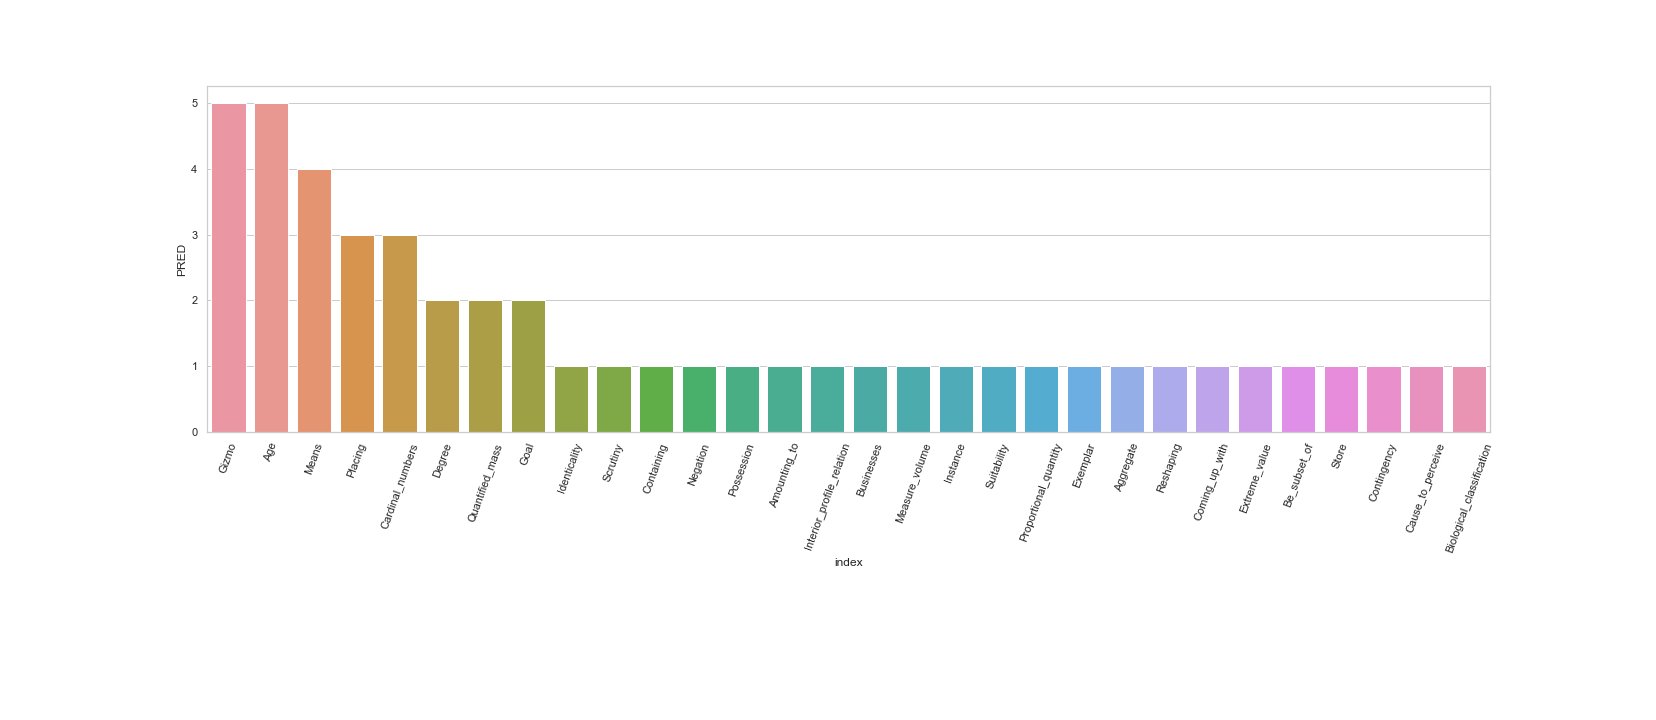 5
4
3
2
1
0
PRED
Gizmo
Age
Means
Placing
Cardinal_numbers
Degree
Quantified_mass
Goal
Identicality
Scrutiny
Containing
Negation
Possession
Amounting_to
Interior_profile_relation
Businesses
Measure_volume
Instance
Suitability
Proportional_quantity
Exemplar
Aggregate
Reshaping
Coming_up_with
Extreme_value
Be_subset_of
Store
Contingency
Cause_to_perceive
Biological_classification
index